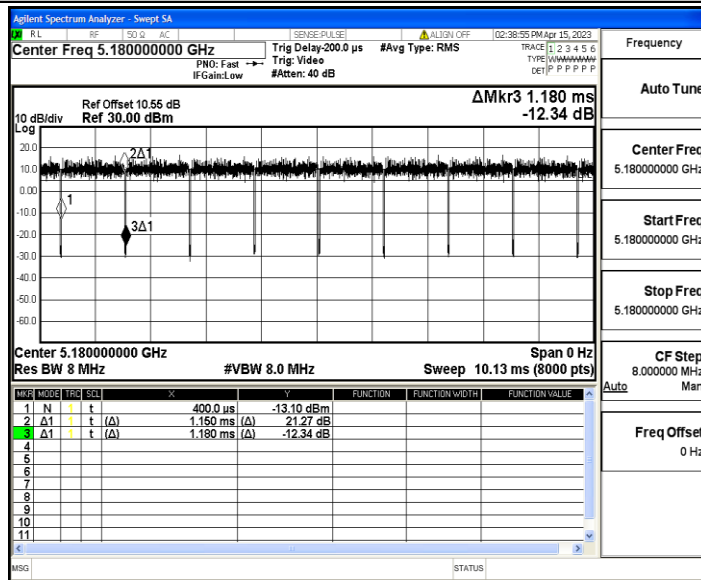 Agilent Spectrum Analyzer - Swept SA
RL RF 50 Ω AC SENSE:PULSE ALIGN OFF 02:38:55 PM Apr 15, 2023
Center Freq 5.180000000 GHz
PNO: Fast
IFGain:Low
Trig Delay-200.0 µs
Trig: Video
#Atten: 40 dB
#Avg Type: RMS
TRACE 1 2 3 4 5 6
TYPE WWWWWW
DET P P P P P P
Ref Offset 10.55 dB
10 dB/div Ref 30.00 dBm
Log
ΔMkr3 1.180 ms
-12.34 dB
20.0
10.0
0.00
-10.0
-20.0
-30.0
-40.0
-50.0
-60.0
2Δ1
1
3Δ1
Center 5.180000000 GHz Span 0 Hz
Res BW 8 MHz #VBW 8.0 MHz Sweep 10.13 ms (8000 pts)
MKR MODE TRC SCL X Y FUNCTION FUNCTION WIDTH FUNCTION VALUE
1 N 1 t 400.0 µs -13.10 dBm
2 Δ1 1 t (Δ) 1.150 ms (Δ) 21.27 dB
3 Δ1 1 t (Δ) 1.180 ms (Δ) -12.34 dB
4
5
6
7
8
9
10
11
MSG STATUS
Frequency
Auto Tune
Center Freq
5.180000000 GHz
Start Freq
5.180000000 GHz
Stop Freq
5.180000000 GHz
CF Step
8.000000 MHz
Auto Man
Freq Offset
0 Hz